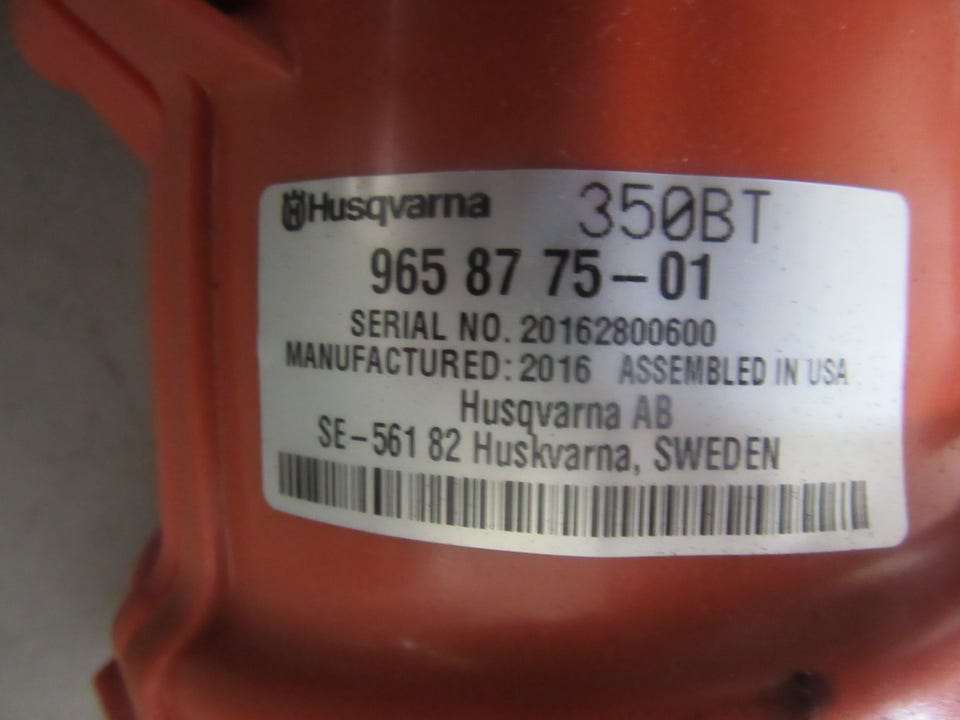 Husqvarna 350BT
965 87 75-01
SERIAL NO. 20162800600
MANUFACTURED: 2016 ASSEMBLED IN USA
Husqvarna AB
SE-561 82 Huskvarna, SWEDEN